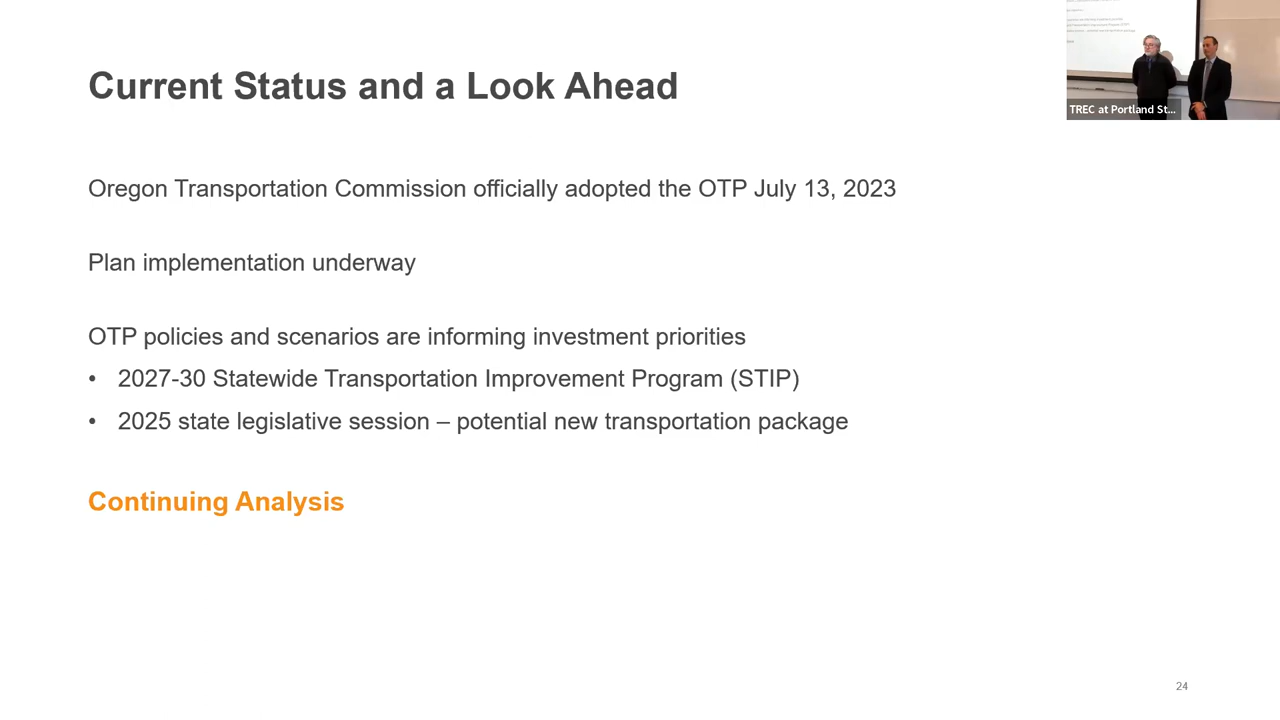 Current Status and a Look Ahead
TREC at Portland St...
Oregon Transportation Commission officially adopted the OTP July 13, 2023
Plan implementation underway
OTP policies and scenarios are informing investment priorities
• 2027-30 Statewide Transportation Improvement Program (STIP)
• 2025 state legislative session – potential new transportation package
Continuing Analysis
24